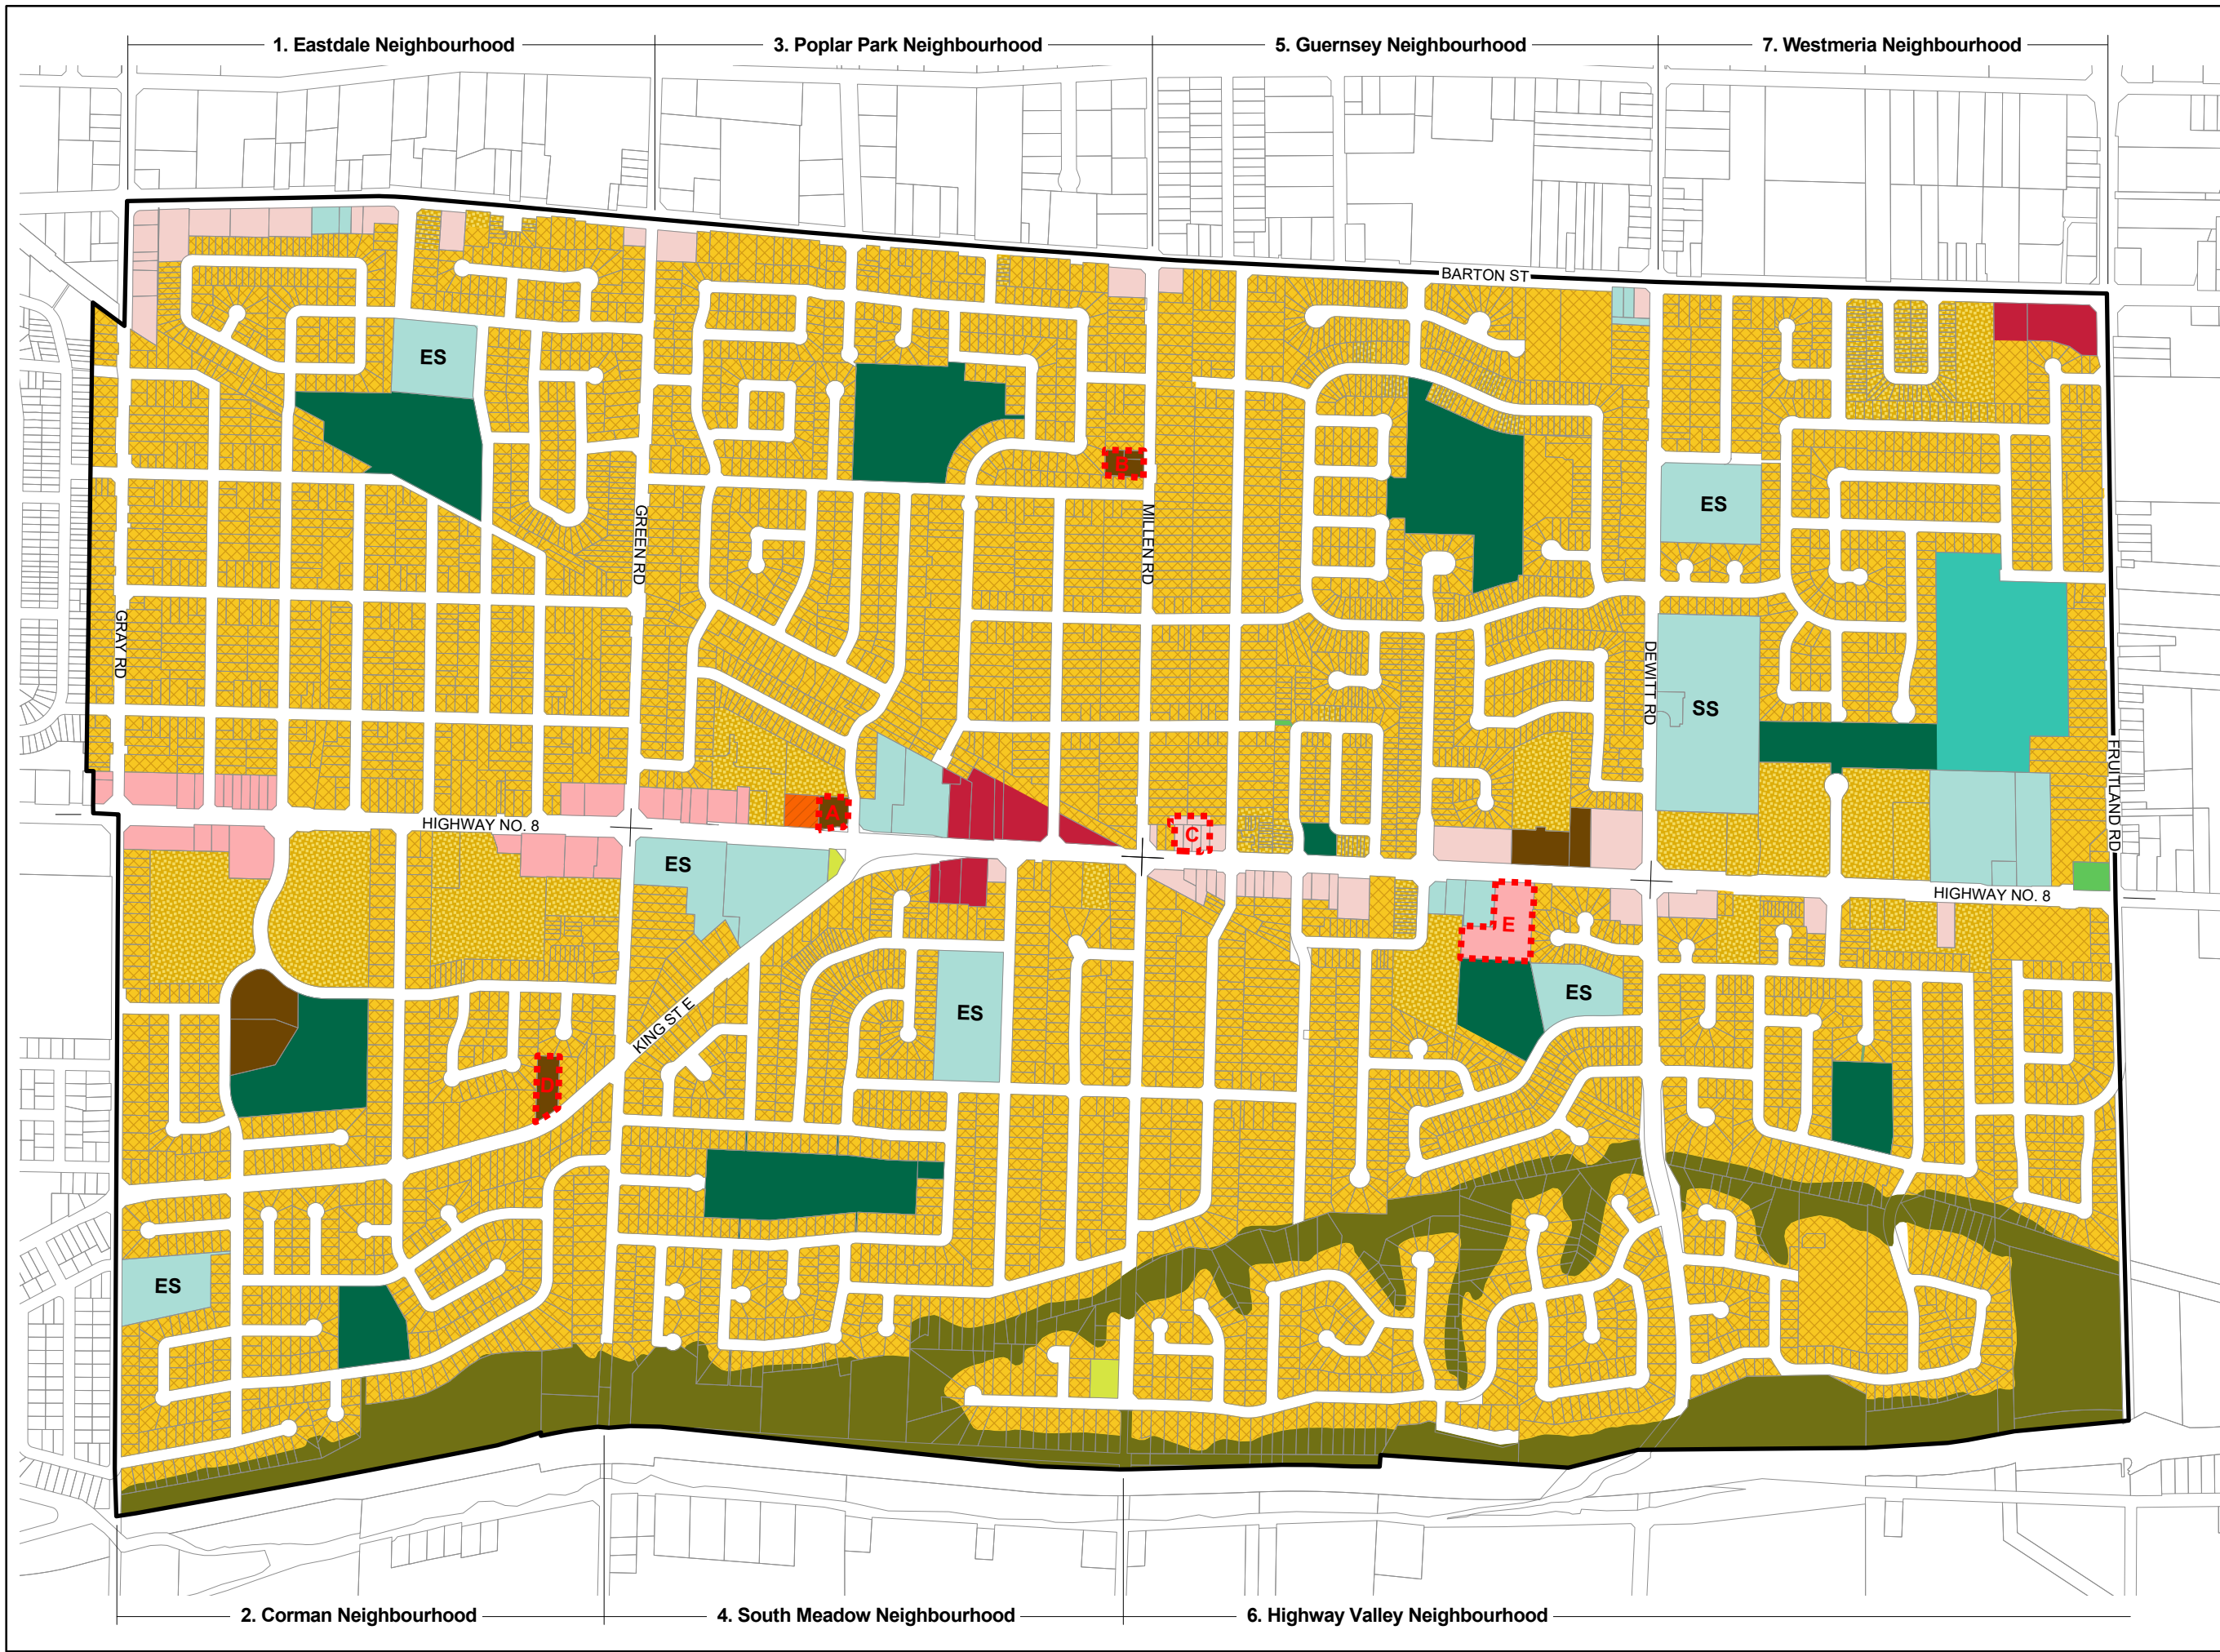 1. Eastdale Neighbourhood
3. Poplar Park Neighbourhood
5. Guernsey Neighbourhood
7. Westmeria Neighbourhood
BARTON ST
ES
B
ES
GREEN RD
MILLEN RD
GRAY RD
DEWITT RD
SS
FRUITLAND RD
A
HIGHWAY NO. 8
C
ES
HIGHWAY NO. 8
E
ES
ES
KING ST E
D
ES
2. Corman Neighbourhood
4. South Meadow Neighbourhood
6. Highway Valley Neighbourhood